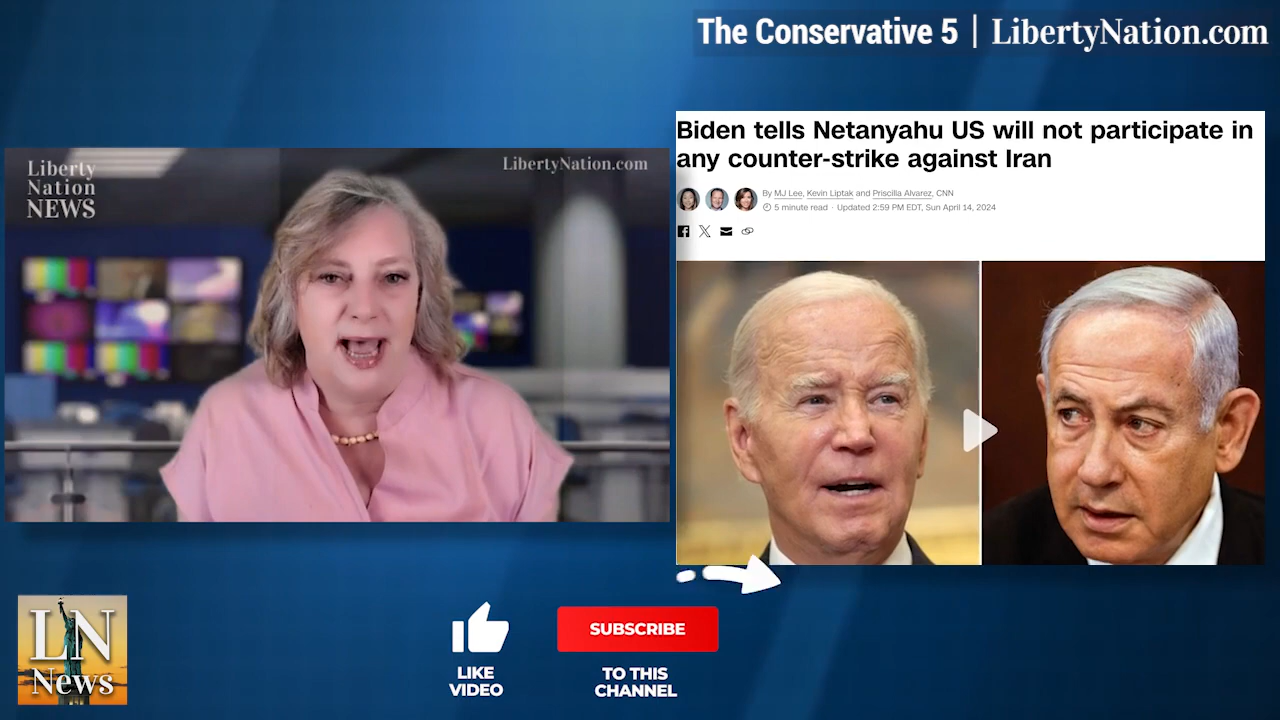 The Conservative 5 | LibertyNation.com
Liberty
Nation
NEWS
LibertyNation.com
Biden tells Netanyahu US will not participate in
any counter-strike against Iran
By MJ Lee, Kevin Liptak and Priscilla Alvarez, CNN
5 minute read · Updated 2:59 PM EDT, Sun April 14, 2024
LN
News
LIKE
VIDEO
SUBSCRIBE
TO THIS
CHANNEL